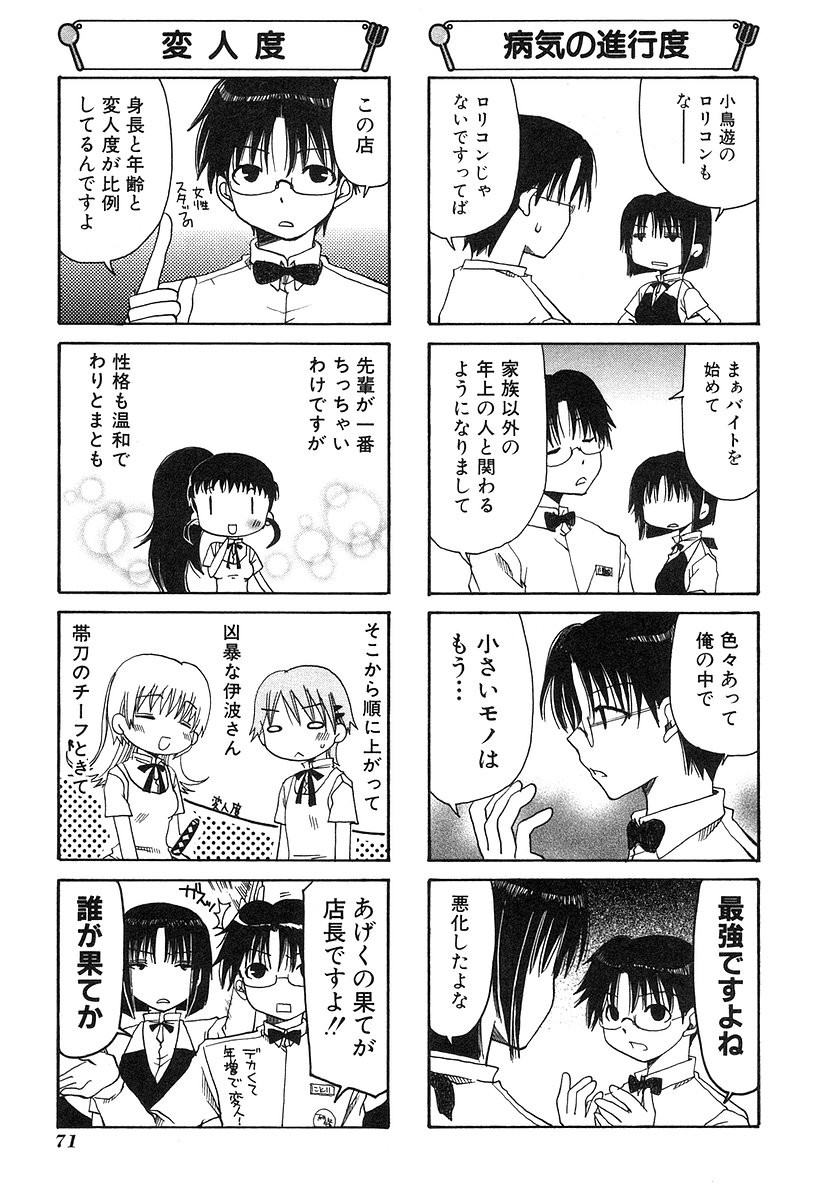 病気の進行度
小鳥遊の
ロリコンも
な――
ロリコンじゃ
ないですってば
まぁバイトを
始めて
家族以外の
年上の人と関わる
ようになりまして
色々あって
俺の中で
小さいモノは
もう…
最強ですよね
悪化したよな
変人度
この店
女性
スタッフの
身長と年齢と
変人度が比例
してるんですよ
先輩が一番
ちっちゃい
わけですが
性格も温和で
わりとまとも
そこから順に上がって
凶暴な伊波さん
帯刀のチーフときて
変人度
あげくの果てが
店長ですよ!!
ガスッ
デカくて
年増で変人!
ことり
誰が果てか
71